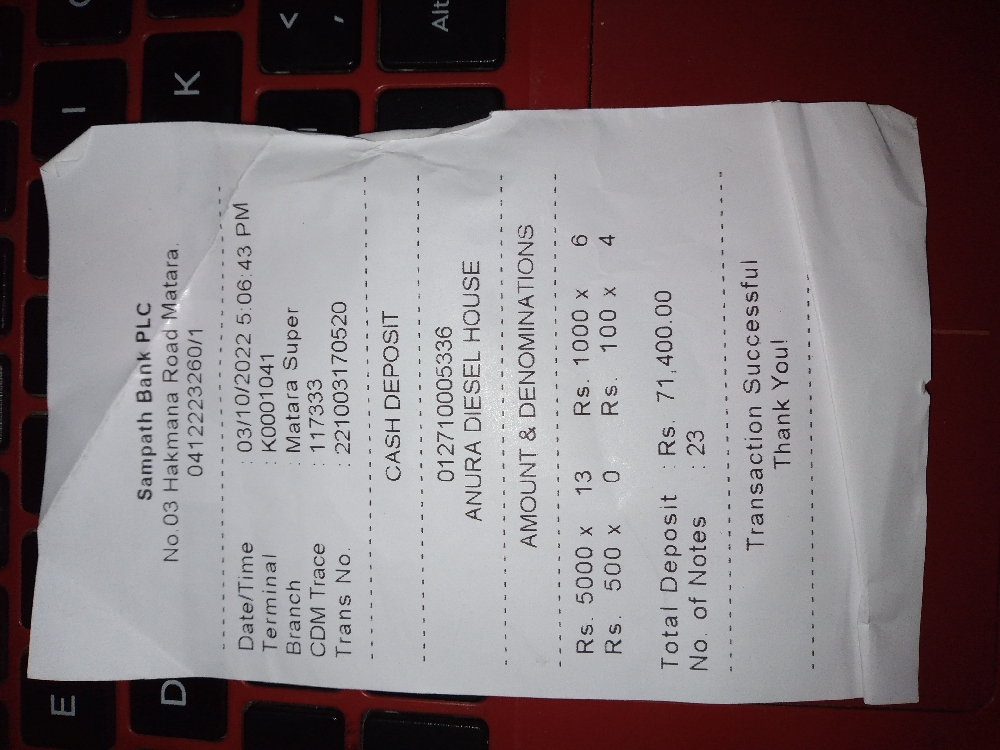 Sampath Bank PLC
No.03 Hakmana Road Matara.
0412223260/1
Date/Time : 03/10/2022 5:06:43 PM
Terminal : K0001041
Branch : Matara Super
CDM Trace : 117333
Trans No. : 221003170520
CASH DEPOSIT
012710005336
ANURA DIESEL HOUSE
AMOUNT & DENOMINATIONS
Rs. 5000 x 13 Rs. 1000 x 6
Rs. 500 x 0 Rs. 100 x 4
Total Deposit : Rs. 71,400.00
No. of Notes : 23
Transaction Successful
Thank You!
E
D
I
K
<
,
Alt